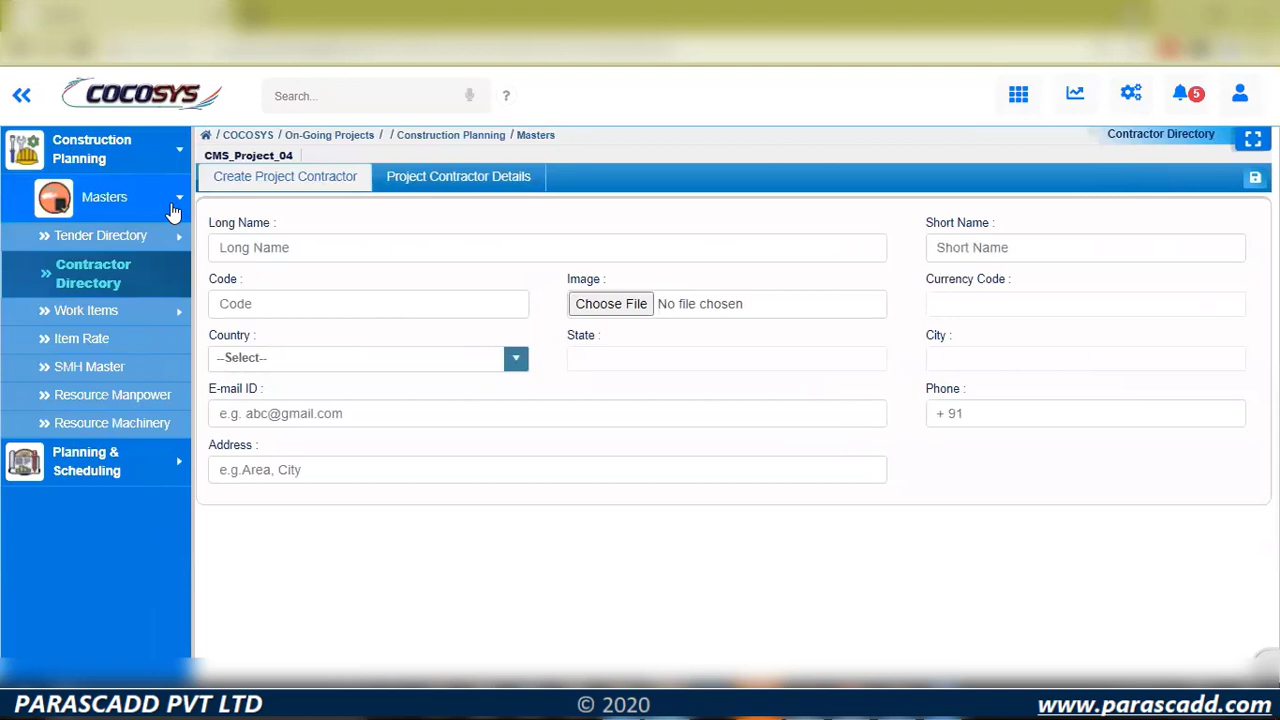 COCOSYS
Search...
?
5
/ COCOSYS / On-Going Projects / / Construction Planning / Masters
Contractor Directory
CMS_Project_04
Create Project Contractor
Project Contractor Details
Construction
Planning
Masters
Tender Directory
Contractor
Directory
Work Items
Item Rate
SMH Master
Resource Manpower
Resource Machinery
Planning &
Scheduling
Long Name :
Long Name
Short Name :
Short Name
Code :
Code
Image :
Choose File No file chosen
Currency Code :
Country :
--Select--
State :
City :
E-mail ID :
e.g. abc@gmail.com
Phone :
+ 91
Address :
e.g.Area, City
PARASCADD PVT LTD
© 2020
www.parascadd.com